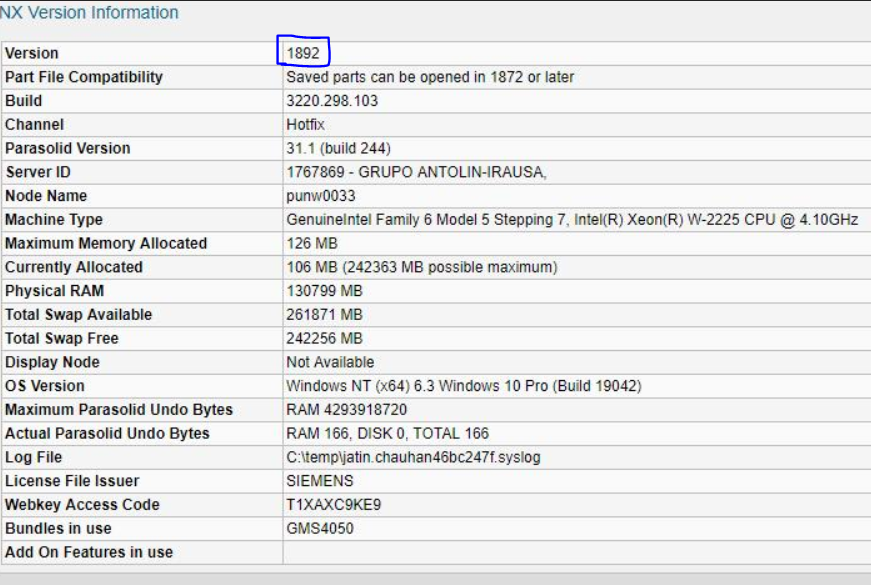 NX Version Information
Version 1892
Part File Compatibility Saved parts can be opened in 1872 or later
Build 3220.298.103
Channel Hotfix
Parasolid Version 31.1 (build 244)
Server ID 1767869 - GRUPO ANTOLIN-IRAUSA,
Node Name punw0033
Machine Type GenuineIntel Family 6 Model 5 Stepping 7, Intel(R) Xeon(R) W-2225 CPU @ 4.10GHz
Maximum Memory Allocated 126 MB
Currently Allocated 106 MB (242363 MB possible maximum)
Physical RAM 130799 MB
Total Swap Available 261871 MB
Total Swap Free 242256 MB
Display Node Not Available
OS Version Windows NT (x64) 6.3 Windows 10 Pro (Build 19042)
Maximum Parasolid Undo Bytes RAM 4293918720
Actual Parasolid Undo Bytes RAM 166, DISK 0, TOTAL 166
Log File C:\temp\jatin.chauhan46bc247f.syslog
License File Issuer SIEMENS
Webkey Access Code T1XAXC9KE9
Bundles in use GMS4050
Add On Features in use